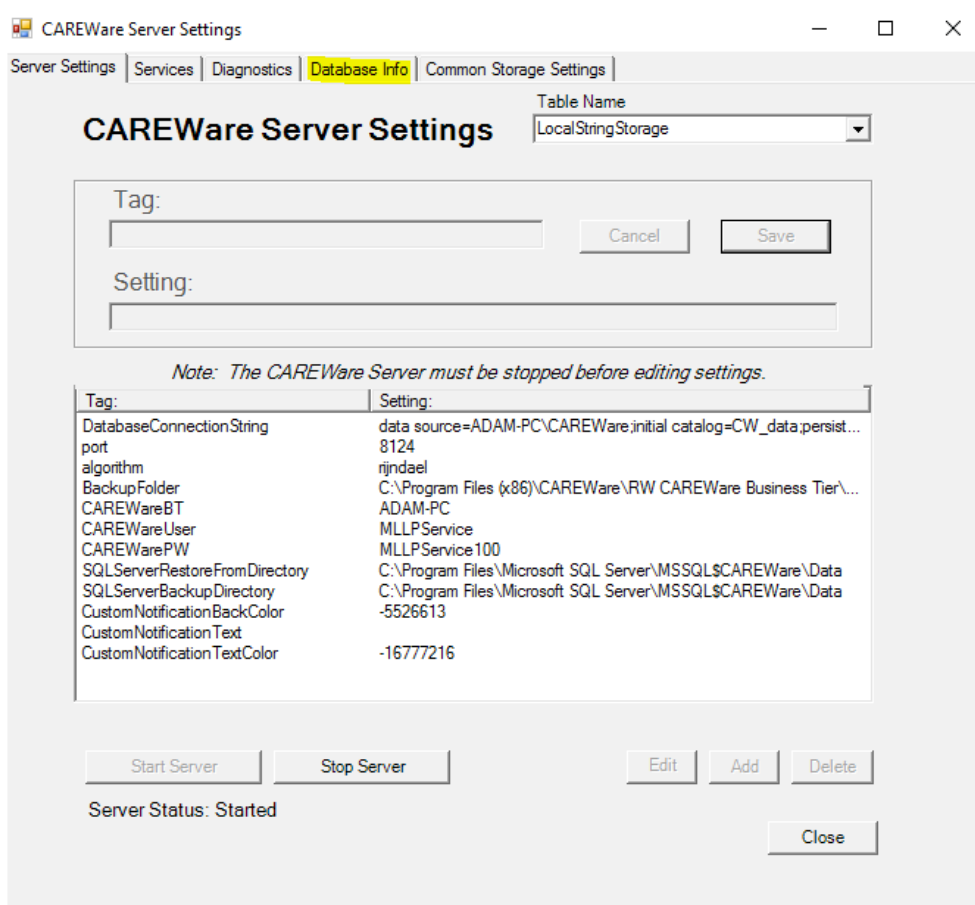 CAREWare Server Settings
Server Settings Services Diagnostics Database Info Common Storage Settings
CAREWare Server Settings
Table Name
LocalStringStorage
Tag:
Cancel Save
Setting:
Note: The CAREWare Server must be stopped before editing settings.
Tag: Setting:
DatabaseConnectionString data source=ADAM-PC\CAREWare;initial catalog=CW_data;persist...
port 8124
algorithm rijndael
BackupFolder C:\Program Files (x86)\CAREWare\RW CAREWare Business Tier\...
CAREWareBT ADAM-PC
CAREWareUser MLLPService
CAREWarePW MLLPService100
SQLServerRestoreFromDirectory C:\Program Files\Microsoft SQL Server\MSSQL$CAREWare\Data
SQLServerBackupDirectory C:\Program Files\Microsoft SQL Server\MSSQL$CAREWare\Data
CustomNotificationBackColor -5526613
CustomNotificationText
CustomNotificationTextColor -16777216
Start Server Stop Server Edit Add Delete
Server Status: Started
Close